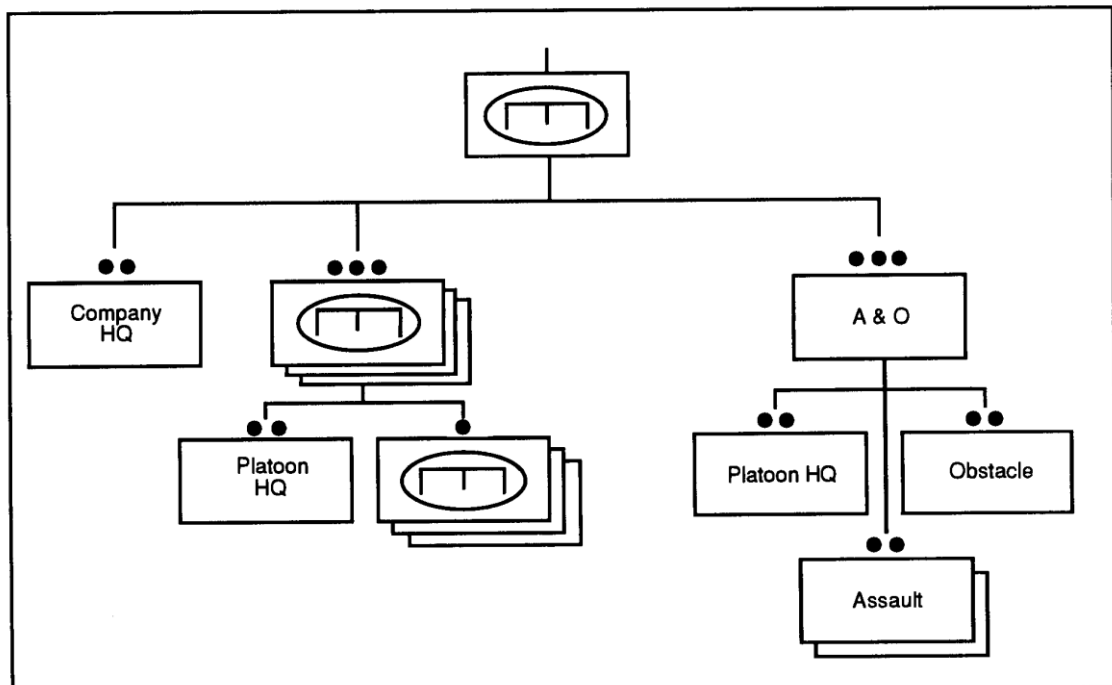 Company
HQ
A & O
Platoon
HQ
Platoon HQ
Obstacle
Assault